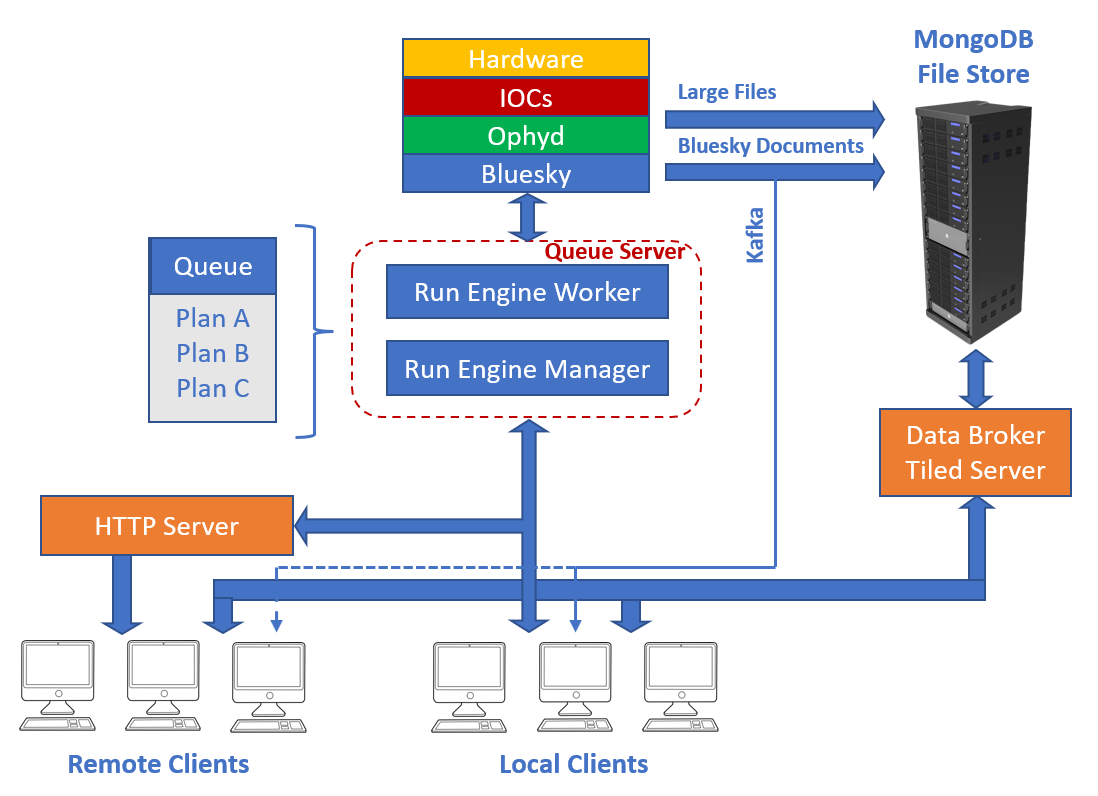 MongoDB
File Store
Hardware
IOCs
Ophyd
Bluesky
Large Files
Bluesky Documents
Kafka
Queue Server
Run Engine Worker
Run Engine Manager
Queue
Plan A
Plan B
Plan C
Data Broker
Tiled Server
HTTP Server
Remote Clients
Local Clients